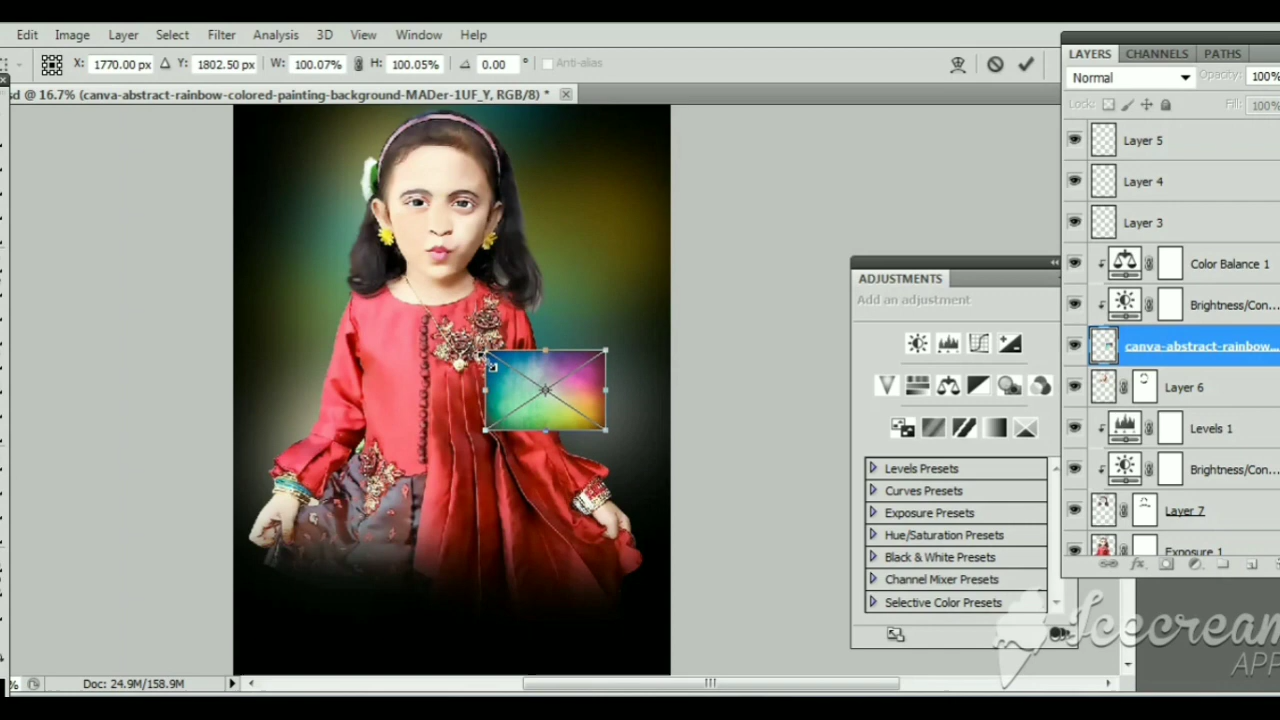 Edit Image Layer Select Filter Analysis 3D View Window Help
X: 1770.00 px Y: 1802.50 px W: 100.07% H: 100.05% 0.00 ° Anti-alias
sd @ 16.7% (canva-abstract-rainbow-colored-painting-background-MADer-1UF_Y, RGB/8) *
LAYERS CHANNELS PATHS
Normal Opacity: 100%
Lock: Fill: 100%
Layer 5
Layer 4
Layer 3
Color Balance 1
Brightness/Con...
canva-abstract-rainbow...
Layer 6
Levels 1
Brightness/Con...
Layer 7
Exposure 1
ADJUSTMENTS
Add an adjustment
Levels Presets
Curves Presets
Exposure Presets
Hue/Saturation Presets
Black & White Presets
Channel Mixer Presets
Selective Color Presets
% Doc: 24.9M/158.9M
Icecream
APP